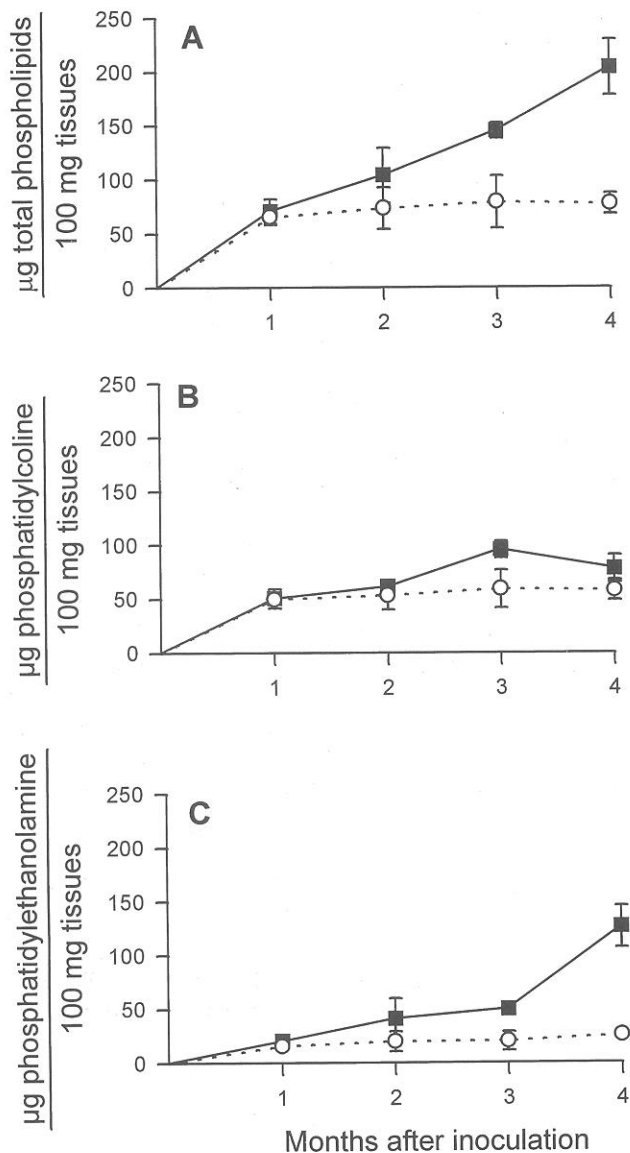 A
µg total phospholipids
100 mg tissues
250
200
150
100
50
0
1 2 3 4
B
µg phosphatidylcoline
100 mg tissues
250
200
150
100
50
0
1 2 3 4
C
µg phosphatidylethanolamine
100 mg tissues
250
200
150
100
50
0
1 2 3 4
Months after inoculation